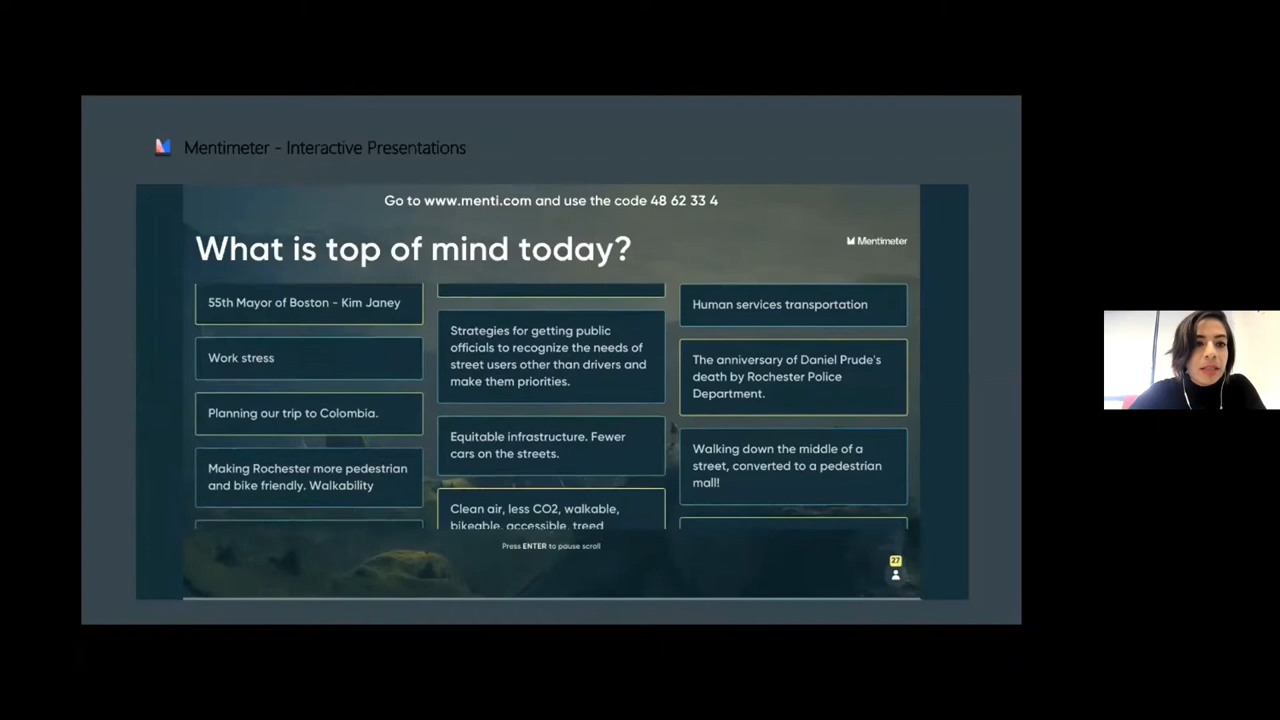 Mentimeter - Interactive Presentations
Go to www.menti.com and use the code 48 62 33 4
What is top of mind today?
Mentimeter
55th Mayor of Boston - Kim Janey
Work stress
Planning our trip to Colombia.
Making Rochester more pedestrian
and bike friendly. Walkability
Strategies for getting public
officials to recognize the needs of
street users other than drivers and
make them priorities.
Equitable infrastructure. Fewer
cars on the streets.
Clean air, less CO2, walkable,
bikeable, accessible, treed
Human services transportation
The anniversary of Daniel Prude's
death by Rochester Police
Department.
Walking down the middle of a
street, converted to a pedestrian
mall!
Press ENTER to pause scroll
27